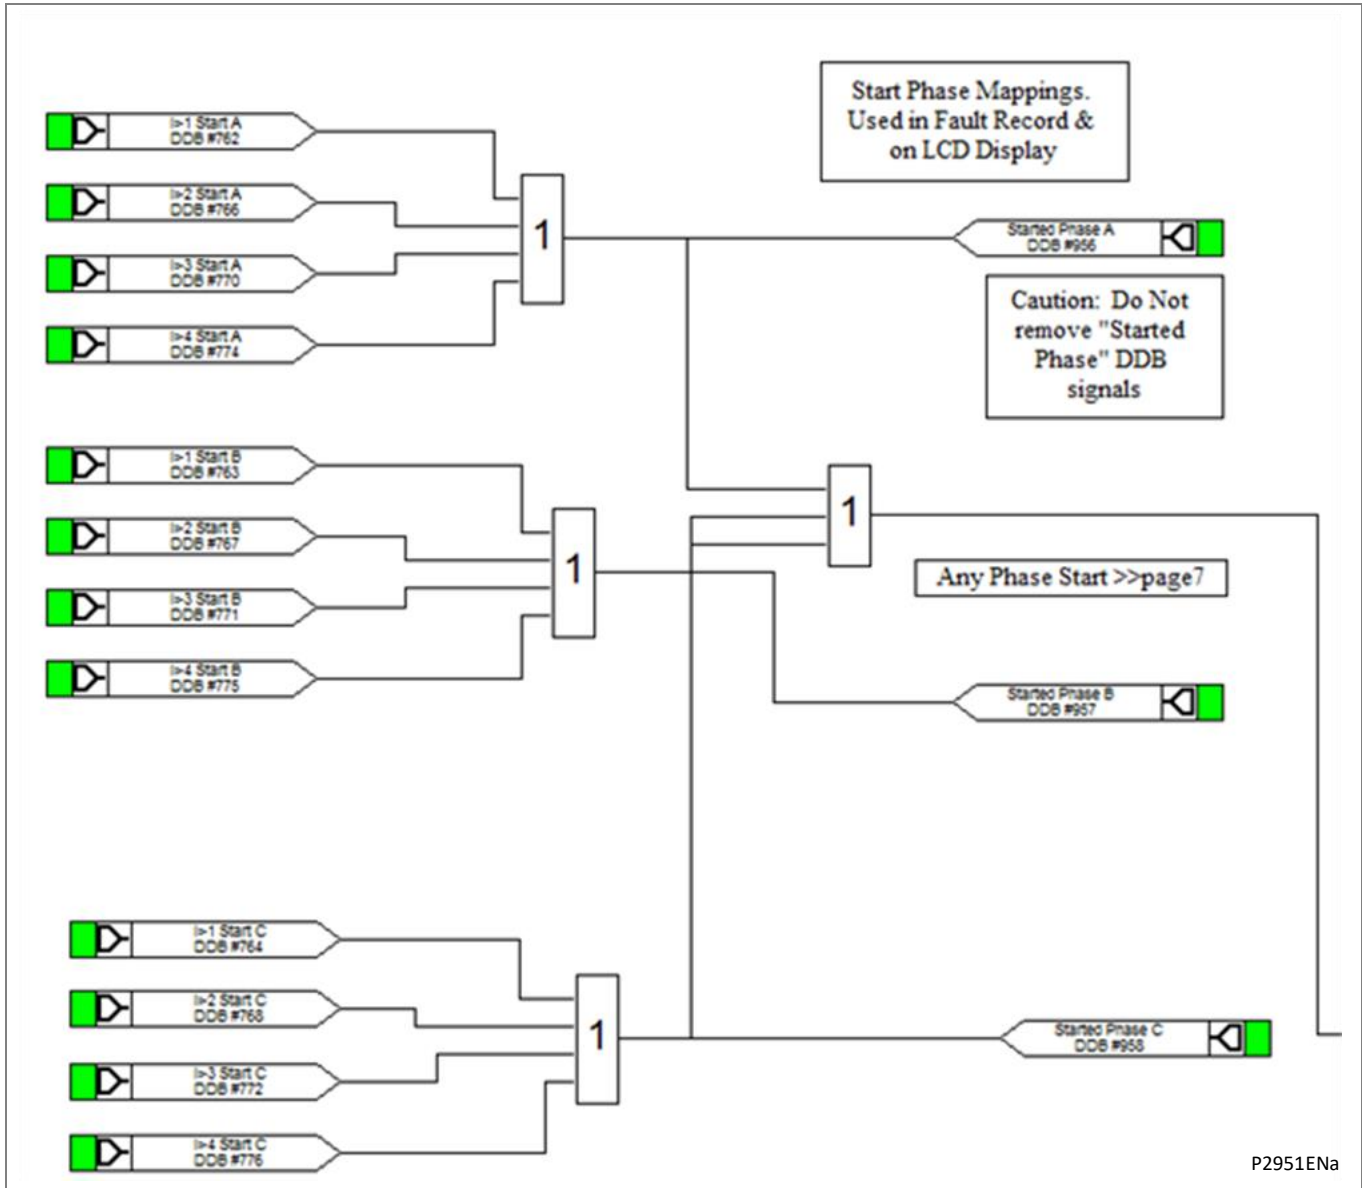 Start Phase Mappings.
Used in Fault Record &
on LCD Display
I>1 Start A
DDB #762
I>2 Start A
DDB #766
I>3 Start A
DDB #770
I>4 Start A
DDB #774
1
Started Phase A
DDB #956
Caution: Do Not
remove "Started
Phase" DDB
signals
I>1 Start B
DDB #763
I>2 Start B
DDB #767
I>3 Start B
DDB #771
I>4 Start B
DDB #775
1
1
Any Phase Start >>page7
Started Phase B
DDB #957
I>1 Start C
DDB #764
I>2 Start C
DDB #768
I>3 Start C
DDB #772
I>4 Start C
DDB #776
1
Started Phase C
DDB #958
P2951ENa